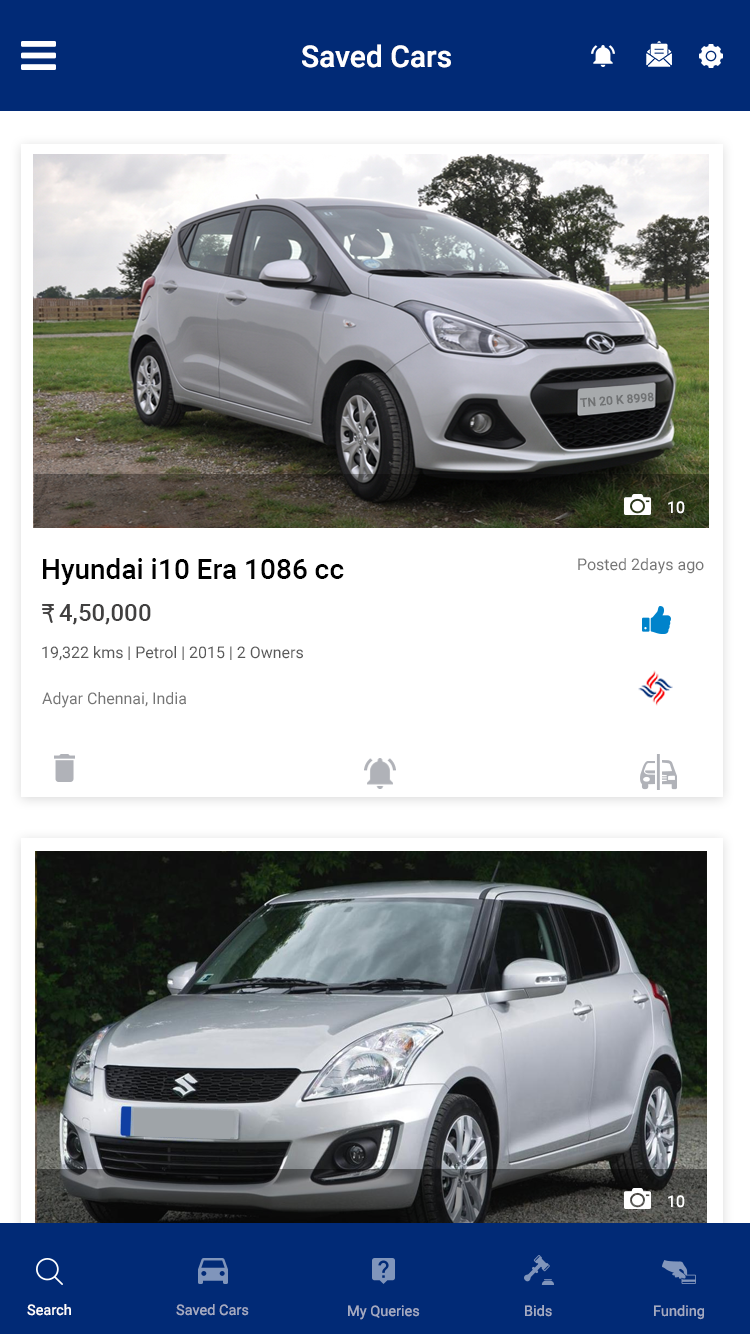 Saved Cars
TN 20 K 8998
10
Hyundai i10 Era 1086 cc
Posted 2days ago
₹ 4,50,000
19,322 kms | Petrol | 2015 | 2 Owners
Adyar Chennai, India
10
Search
Saved Cars
My Queries
Bids
Funding